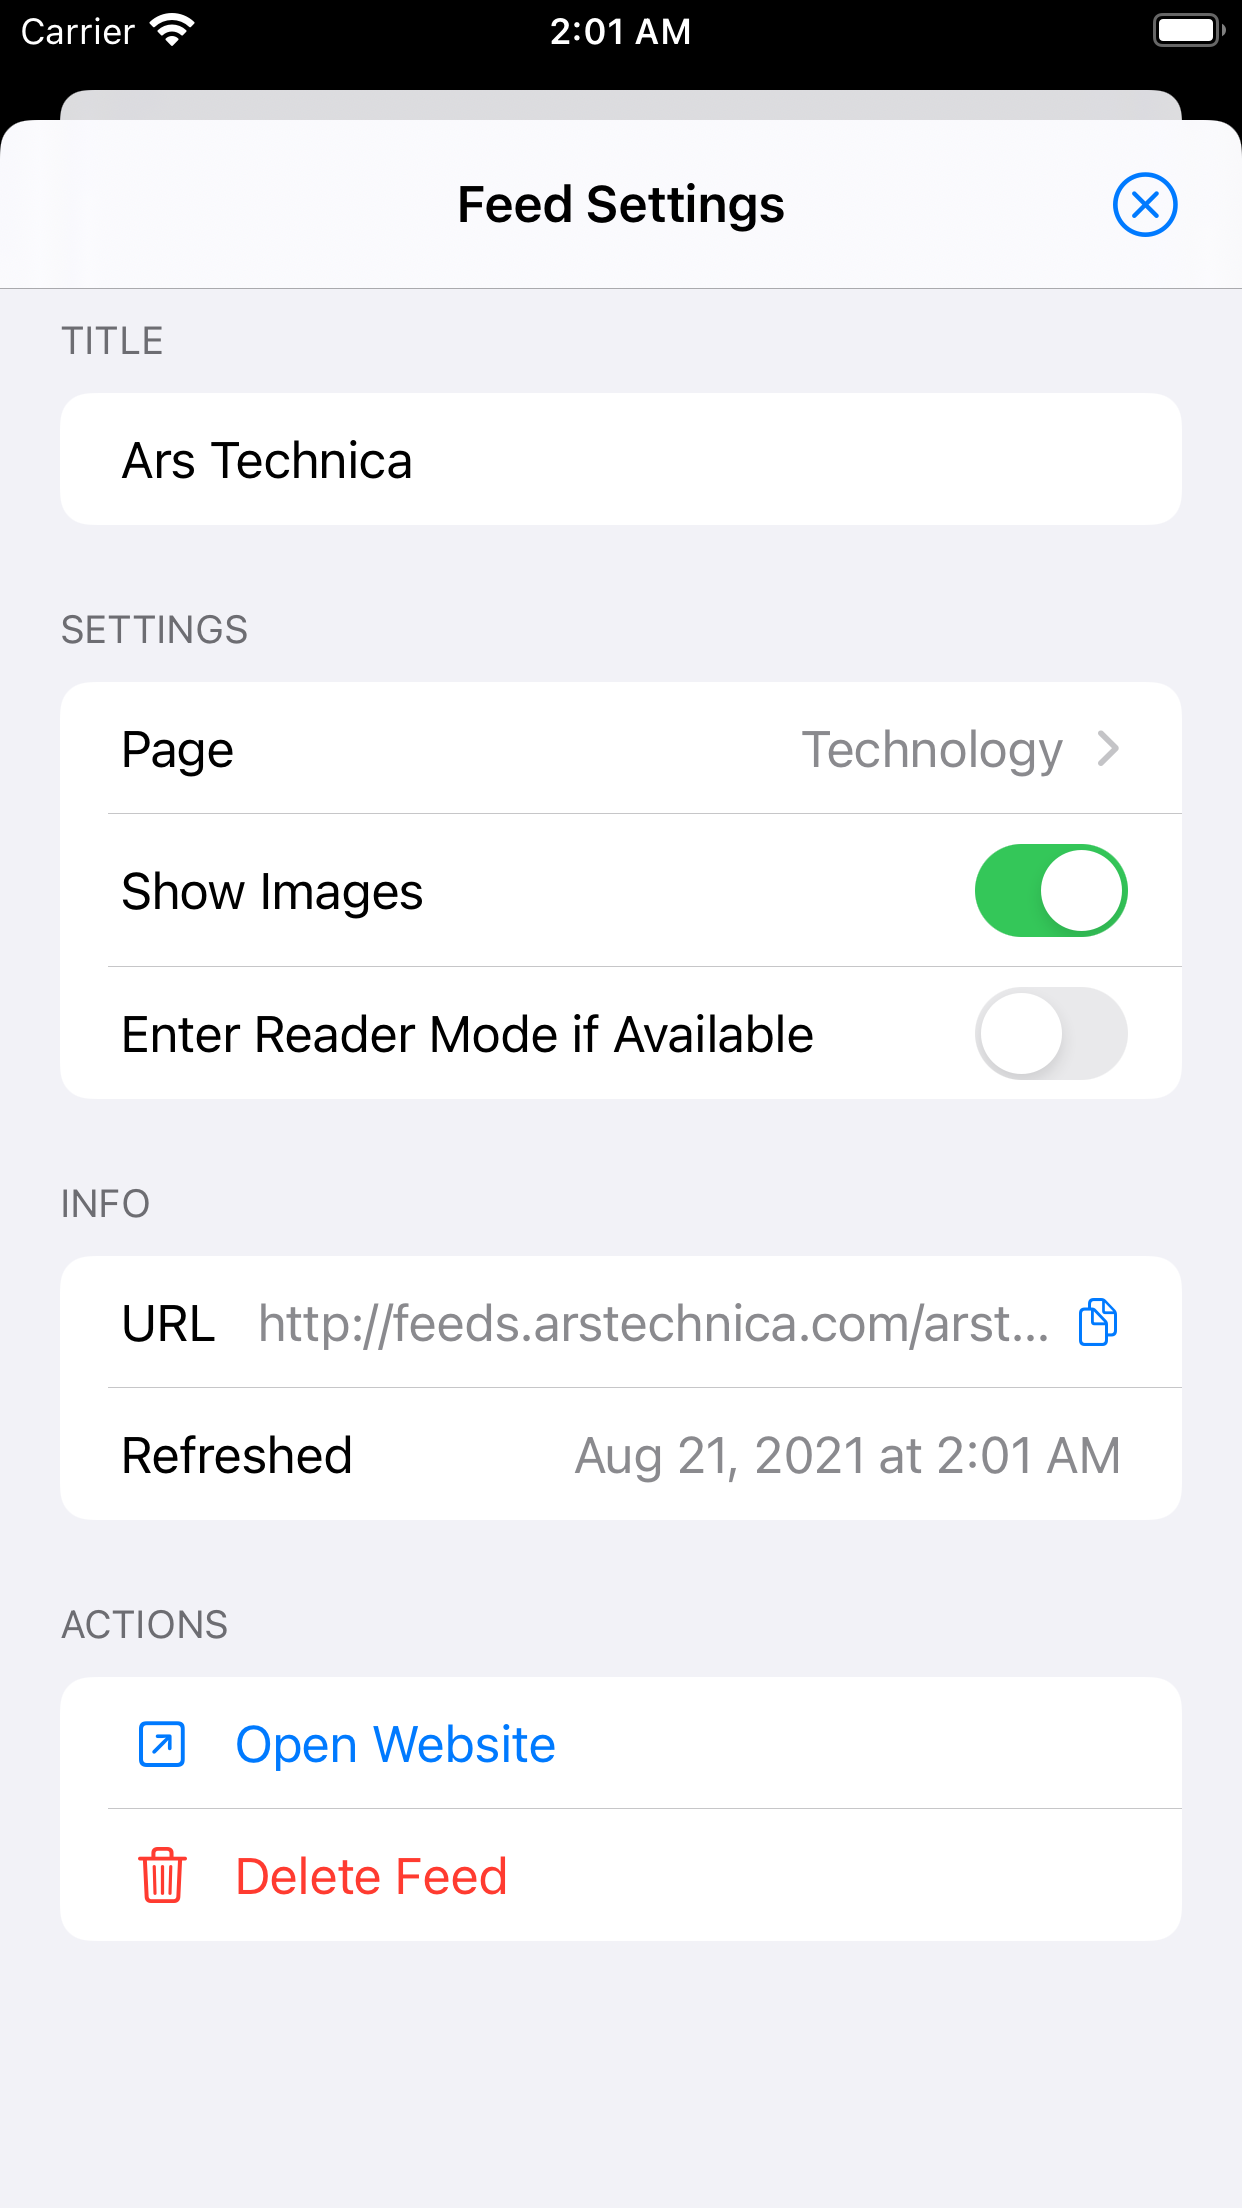 Carrier 2:01 AM
Feed Settings
TITLE
Ars Technica
SETTINGS
Page Technology
Show Images
Enter Reader Mode if Available
INFO
URL http://feeds.arstechnica.com/arst...
Refreshed Aug 21, 2021 at 2:01 AM
ACTIONS
Open Website
Delete Feed